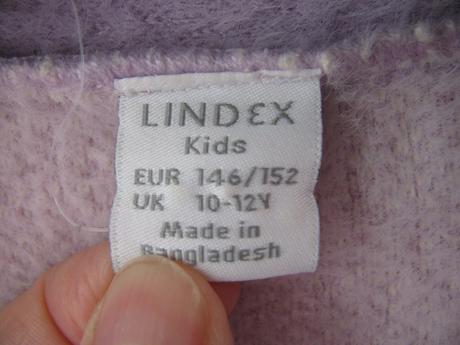 LINDEX
Kids
EUR 146/152
UK 10-12Y
Made in
Bangladesh